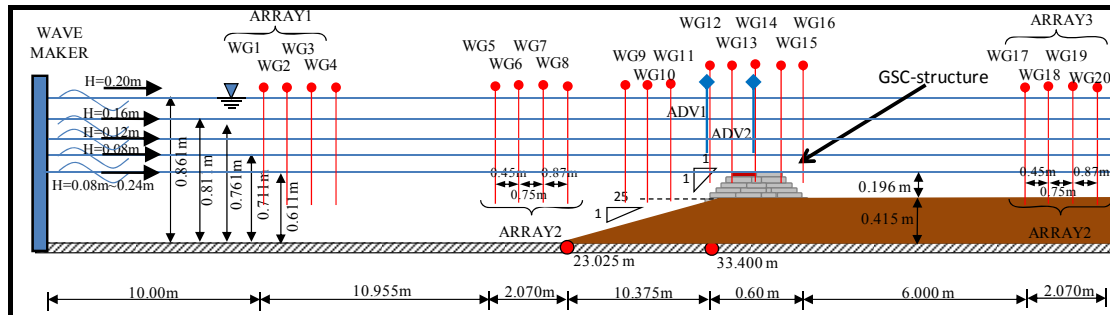 WAVE
MAKER
ARRAY1
WG1
WG3
WG2
WG4
WG5
WG7
WG6
WG8
WG9
WG11
WG10
WG12
WG14
WG16
WG13
WG15
ARRAY3
WG17
WG19
WG18
WG20
GSC-structure
H=0.20m
H=0.16m
H=0.12m
H=0.08m
H=0.08m-0.24m
0.861m
0.811m
0.761m
0.711m
0.611m
ADV1
ADV2
1
1
25
1
0.45m
0.87m
0.75m
ARRAY2
0.196 m
0.415 m
0.45m
0.87m
0.75m
ARRAY2
23.025 m
33.400 m
10.00m
10.955m
2.070m
10.375m
0.60 m
6.000 m
2.070m